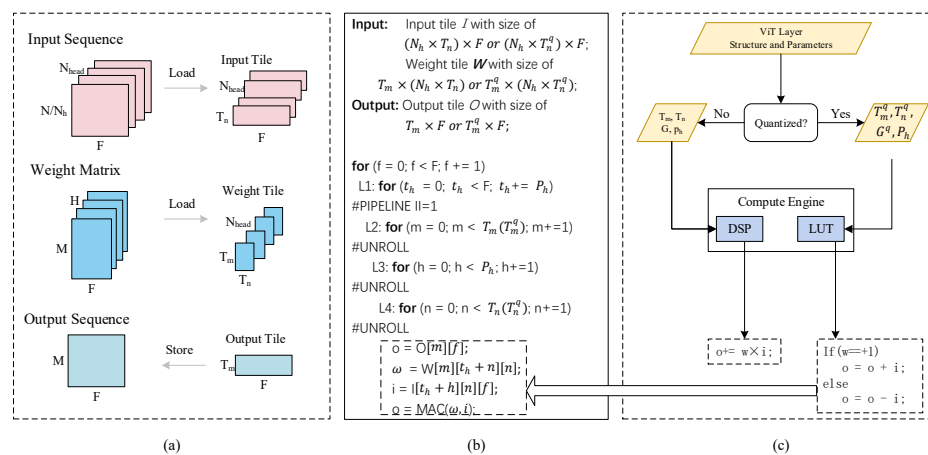 Input Sequence
N_head
N/N_h
F
Load
Input Tile
N_head
T_n
F
Weight Matrix
H
M
F
Load
Weight Tile
N_head
T_m
T_n
Output Sequence
M
F
Store
Output Tile
T_m
F
(a)
Input: Input tile I with size of
(N_h × T_n) × F or (N_h × T_n^q) × F;
Weight tile W with size of
T_m × (N_h × T_n) or T_m^q × (N_h × T_n^q);
Output: Output tile O with size of
T_m × F or T_m^q × F;
for (f = 0; f < F; f += 1)
L1: for (t_h = 0; t_h < F; t_h += P_h)
#PIPELINE II=1
L2: for (m = 0; m < T_m(T_m^q); m+=1)
#UNROLL
L3: for (h = 0; h < P_h; h+=1)
#UNROLL
L4: for (n = 0; n < T_n(T_n^q); n+=1)
#UNROLL
o = O[m][f];
ω = W[m][t_h + n][n];
i = I[t_h + h][n][f];
o = MAC(ω,i);
(b)
ViT Layer
Structure and Parameters
Quantized?
No
Yes
T_m, T_n
G, p_h
T_m^q, T_n^q,
G^q, P_h
Compute Engine
DSP
LUT
o+= w×i;
If(w==+1)
o = o + i;
else
o = o - i;
(c)